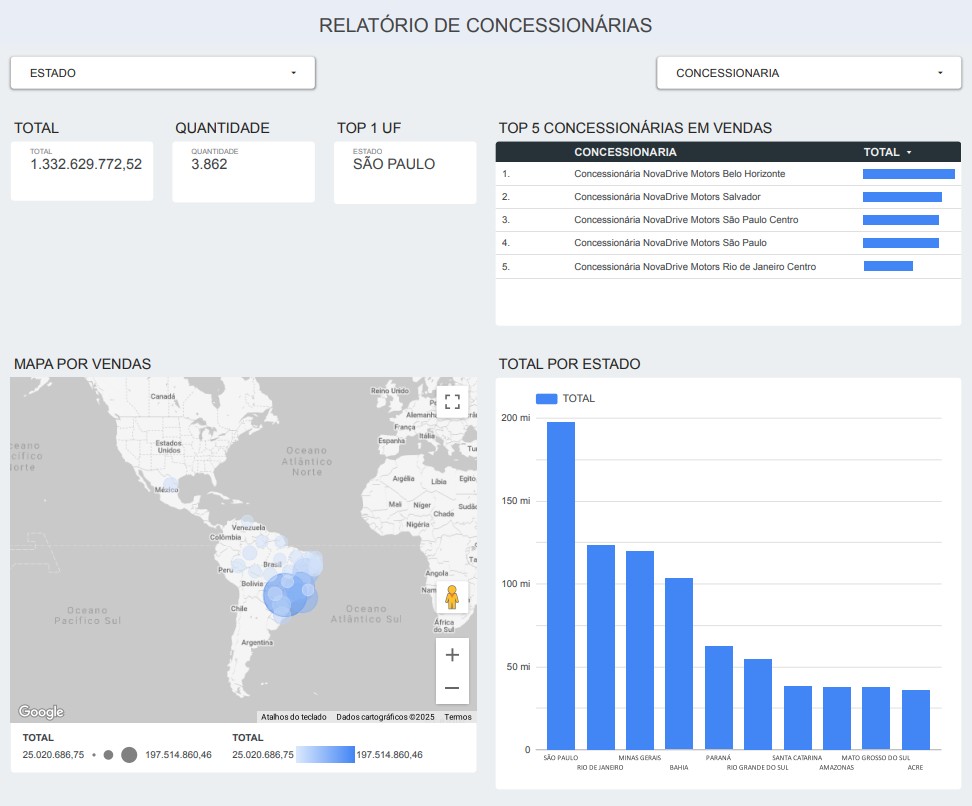 RELATÓRIO DE CONCESSIONÁRIAS
ESTADO
CONCESSIONARIA
TOTAL
TOTAL
1.332.629.772,52
QUANTIDADE
QUANTIDADE
3.862
TOP 1 UF
ESTADO
SÃO PAULO
TOP 5 CONCESSIONÁRIAS EM VENDAS
CONCESSIONARIA TOTAL
1. Concessionária NovaDrive Motors Belo Horizonte
2. Concessionária NovaDrive Motors Salvador
3. Concessionária NovaDrive Motors São Paulo Centro
4. Concessionária NovaDrive Motors São Paulo
5. Concessionária NovaDrive Motors Rio de Janeiro Centro
MAPA POR VENDAS
Canadá
Reino Unido
Alemanh
França
Itália
Espanha
Tu
Estados
Unidos
ceano
cífico
orte
Oceano
Atlântico
Norte
México
Argélia
Líbia
Egito
Mali
Níger
Chade
Sudã
Nigéria
Venezuela
Colômbia
Peru
Brasil
Bolívia
Chile
Argentina
Angola
Nam
Ta
África
do Sul
Oceano
Pacífico Sul
Oceano
Atlântico Sul
Google
Atalhos do teclado Dados cartográficos ©2025 Termos
TOTAL
25.020.686,75 197.514.860,46
TOTAL
25.020.686,75 197.514.860,46
TOTAL POR ESTADO
TOTAL
200 mi
150 mi
100 mi
50 mi
0
SÃO PAULO
RIO DE JANEIRO
MINAS GERAIS
BAHIA
PARANÁ
RIO GRANDE DO SUL
SANTA CATARINA
AMAZONAS
MATO GROSSO DO SUL
ACRE